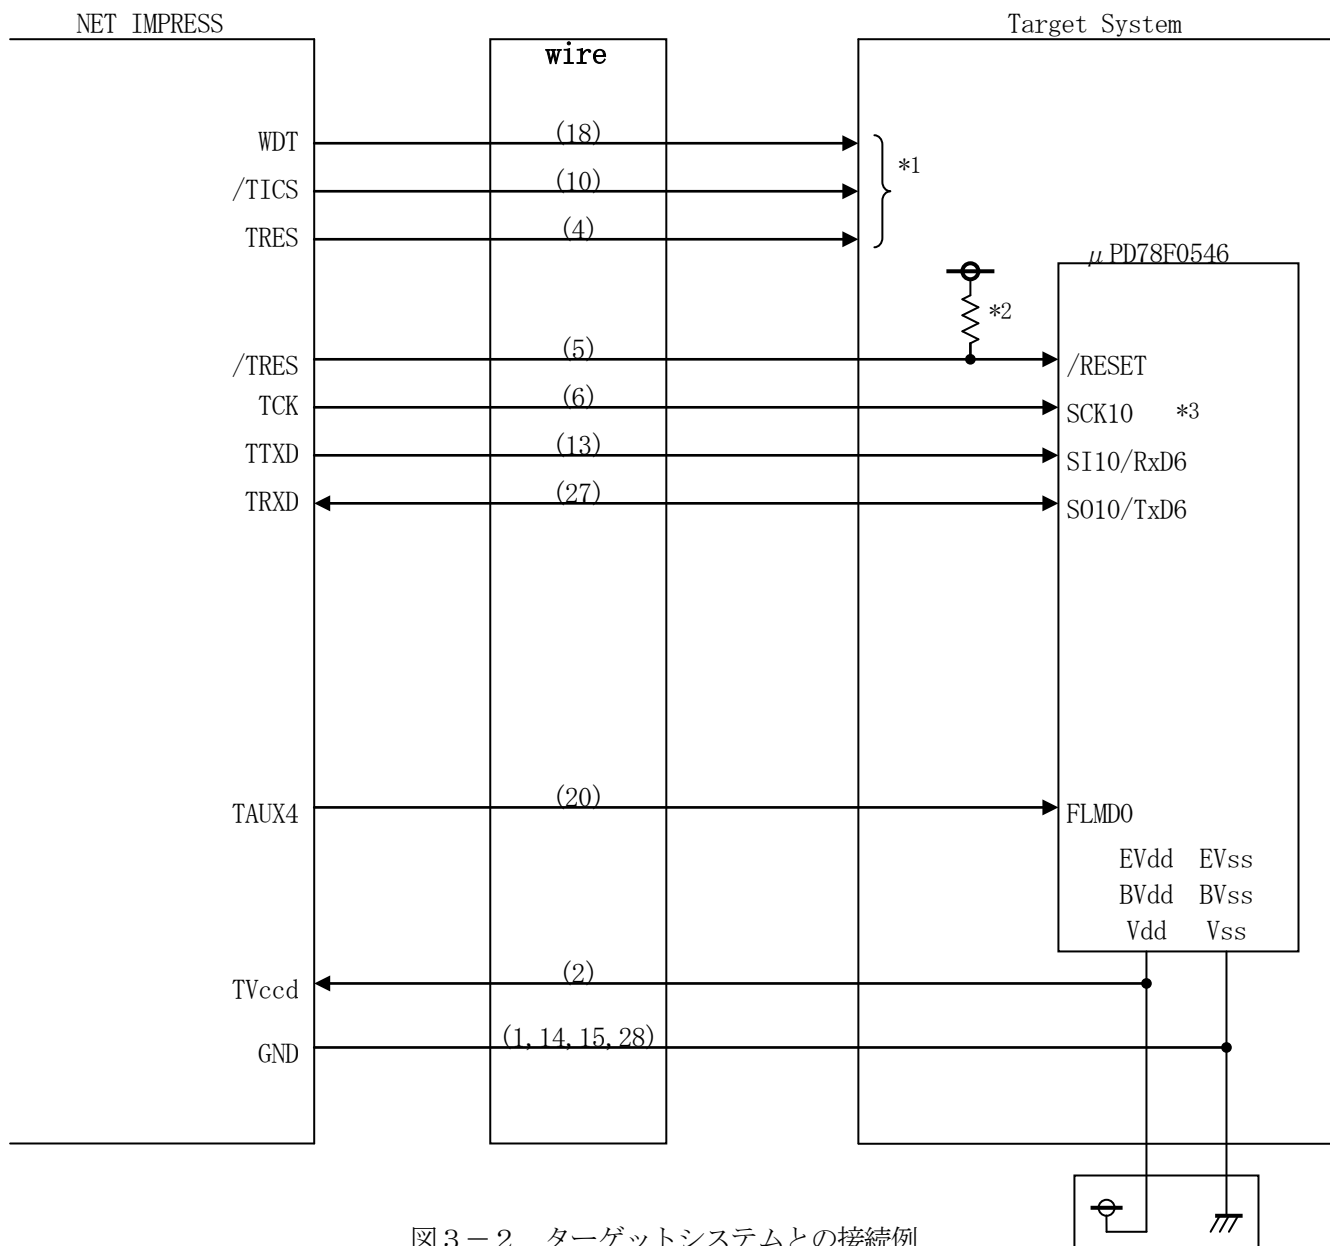 NET IMPRESS
Target System
wire
WDT
(18)
*1
/TICS
(10)
TRES
(4)
μPD78F0546
*2
/TRES
(5)
/RESET
TCK
(6)
SCK10 *3
TTXD
(13)
SI10/RxD6
TRXD
(27)
SO10/TxD6
TAUX4
(20)
FLMD0
EVdd EVss
BVdd BVss
Vdd Vss
TVccd
(2)
GND
(1,14,15,28)
図3-2 ターゲットシステムとの接続例